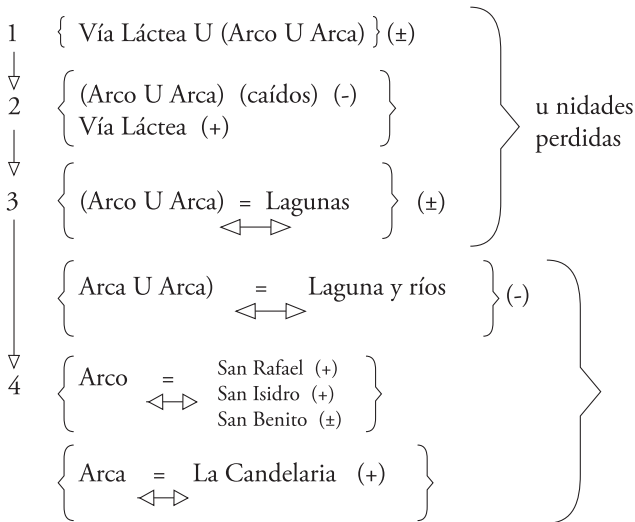 1 { Vía Láctea U (Arco U Arca) } (±)
2 { (Arco U Arca) (caídos) (-)
Vía Láctea (+) }
u nidades
perdidas
3 { (Arco U Arca) = Lagunas } (±)
{ Arca U Arca) = Laguna y ríos } (-)
4 { Arco = San Rafael (+)
San Isidro (+)
San Benito (±) }
{ Arca = La Candelaria (+) }